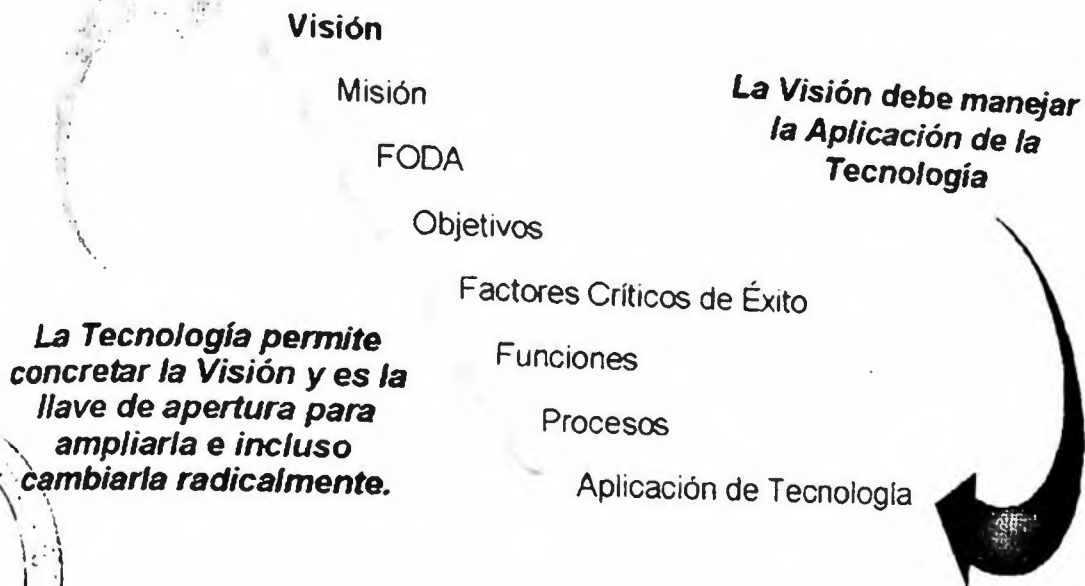 Visión
Misión
FODA
Objetivos
Factores Críticos de Éxito
Funciones
Procesos
Aplicación de Tecnología
La Visión debe manejar
la Aplicación de la
Tecnología
La Tecnología permite
concretar la Visión y es la
llave de apertura para
ampliarla e incluso
cambiarla radicalmente.